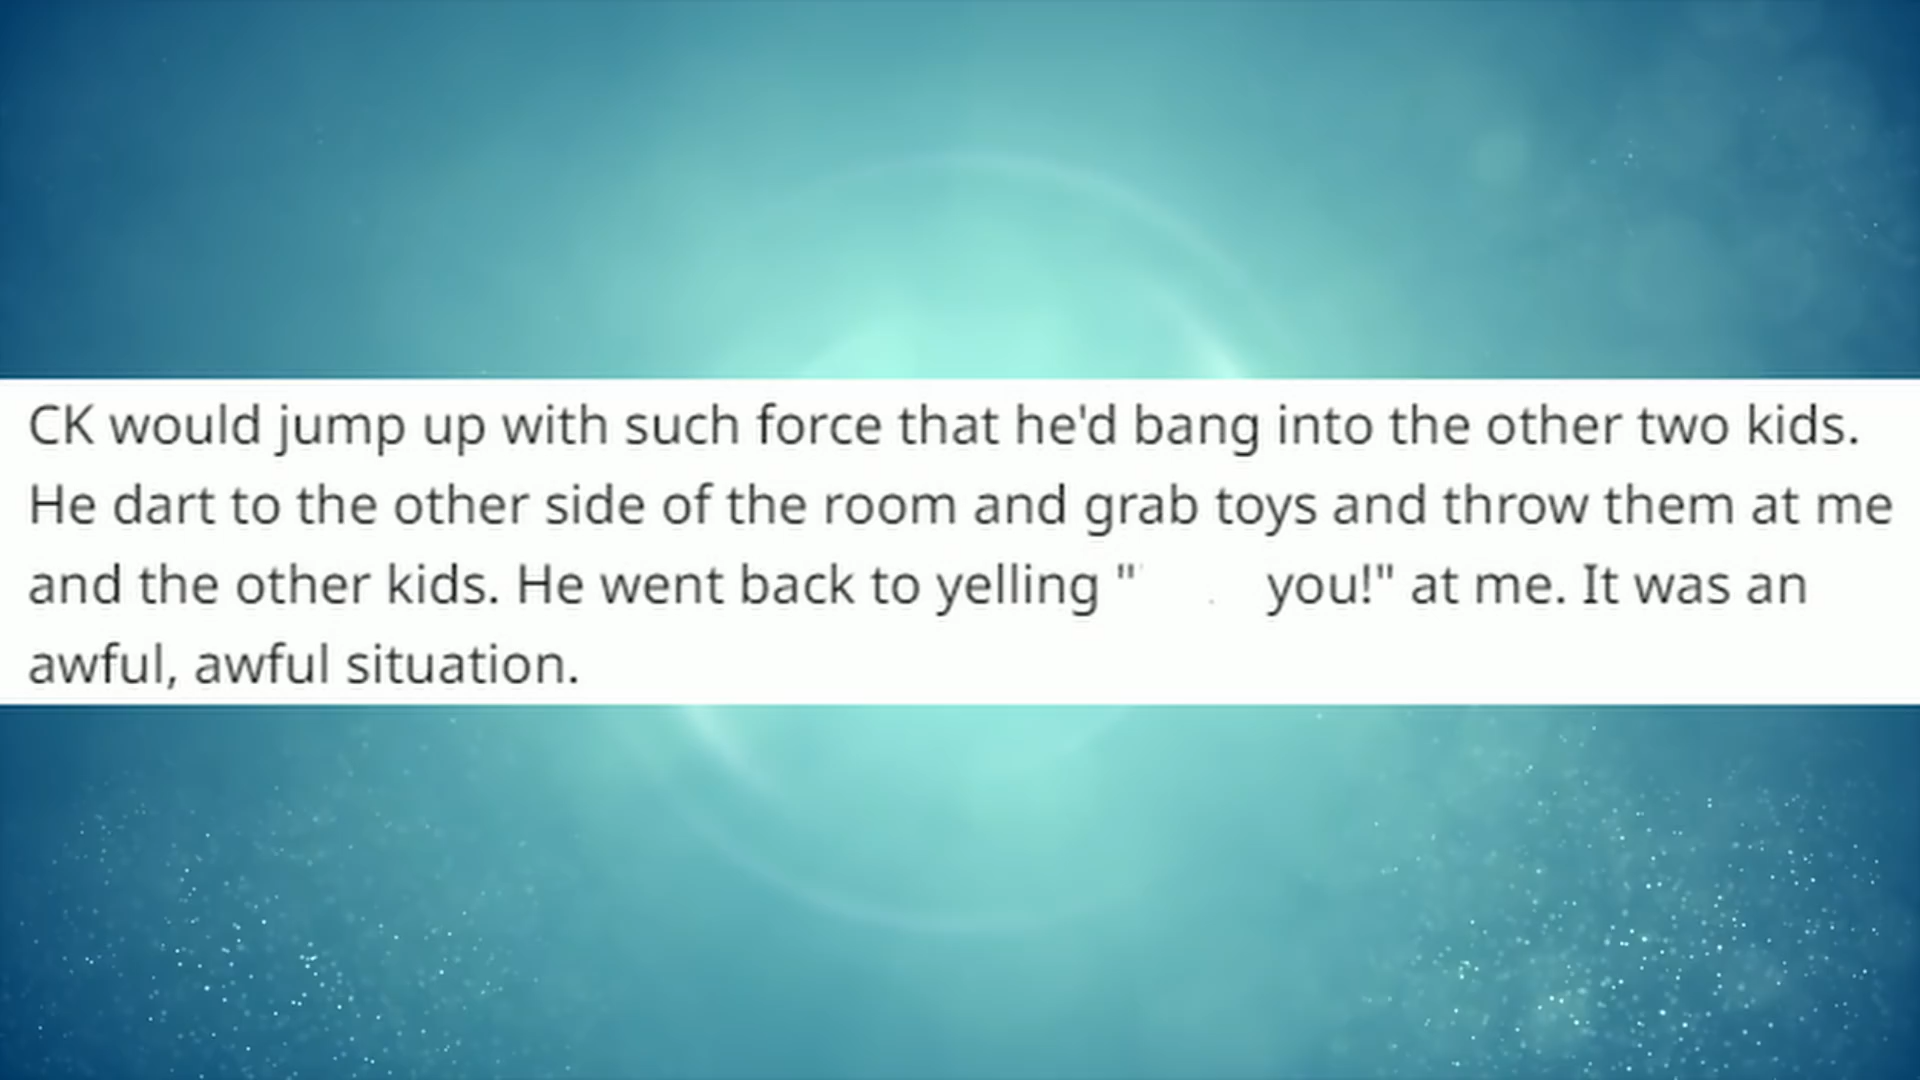 CK would jump up with such force that he'd bang into the other two kids.
He dart to the other side of the room and grab toys and throw them at me
and the other kids. He went back to yelling " you!" at me. It was an
awful, awful situation.